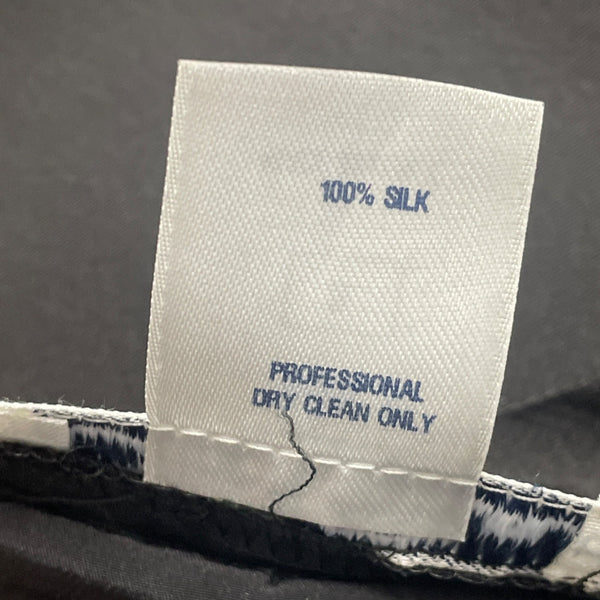 100% SILK
PROFESSIONAL
DRY CLEAN ONLY